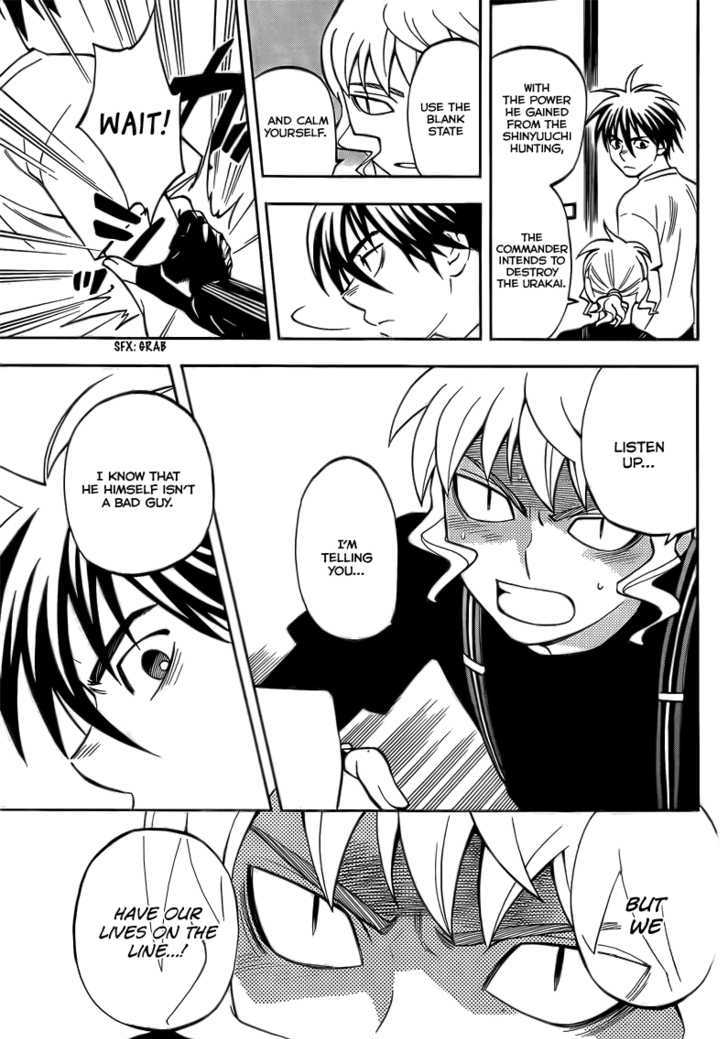 WITH
THE POWER
HE GAINED
FROM THE
SHINYUUCHI
HUNTING,
THE
COMMANDER
INTENDS TO
DESTROY
THE URAKAI.
USE THE
BLANK
STATE
AND CALM
YOURSELF.
WAIT!
SFX: GRAB
LISTEN
UP...
I'M
TELLING
YOU...
I KNOW THAT
HE HIMSELF ISN'T
A BAD GUY.
BUT WE
HAVE OUR
LIVES ON THE
LINE...!